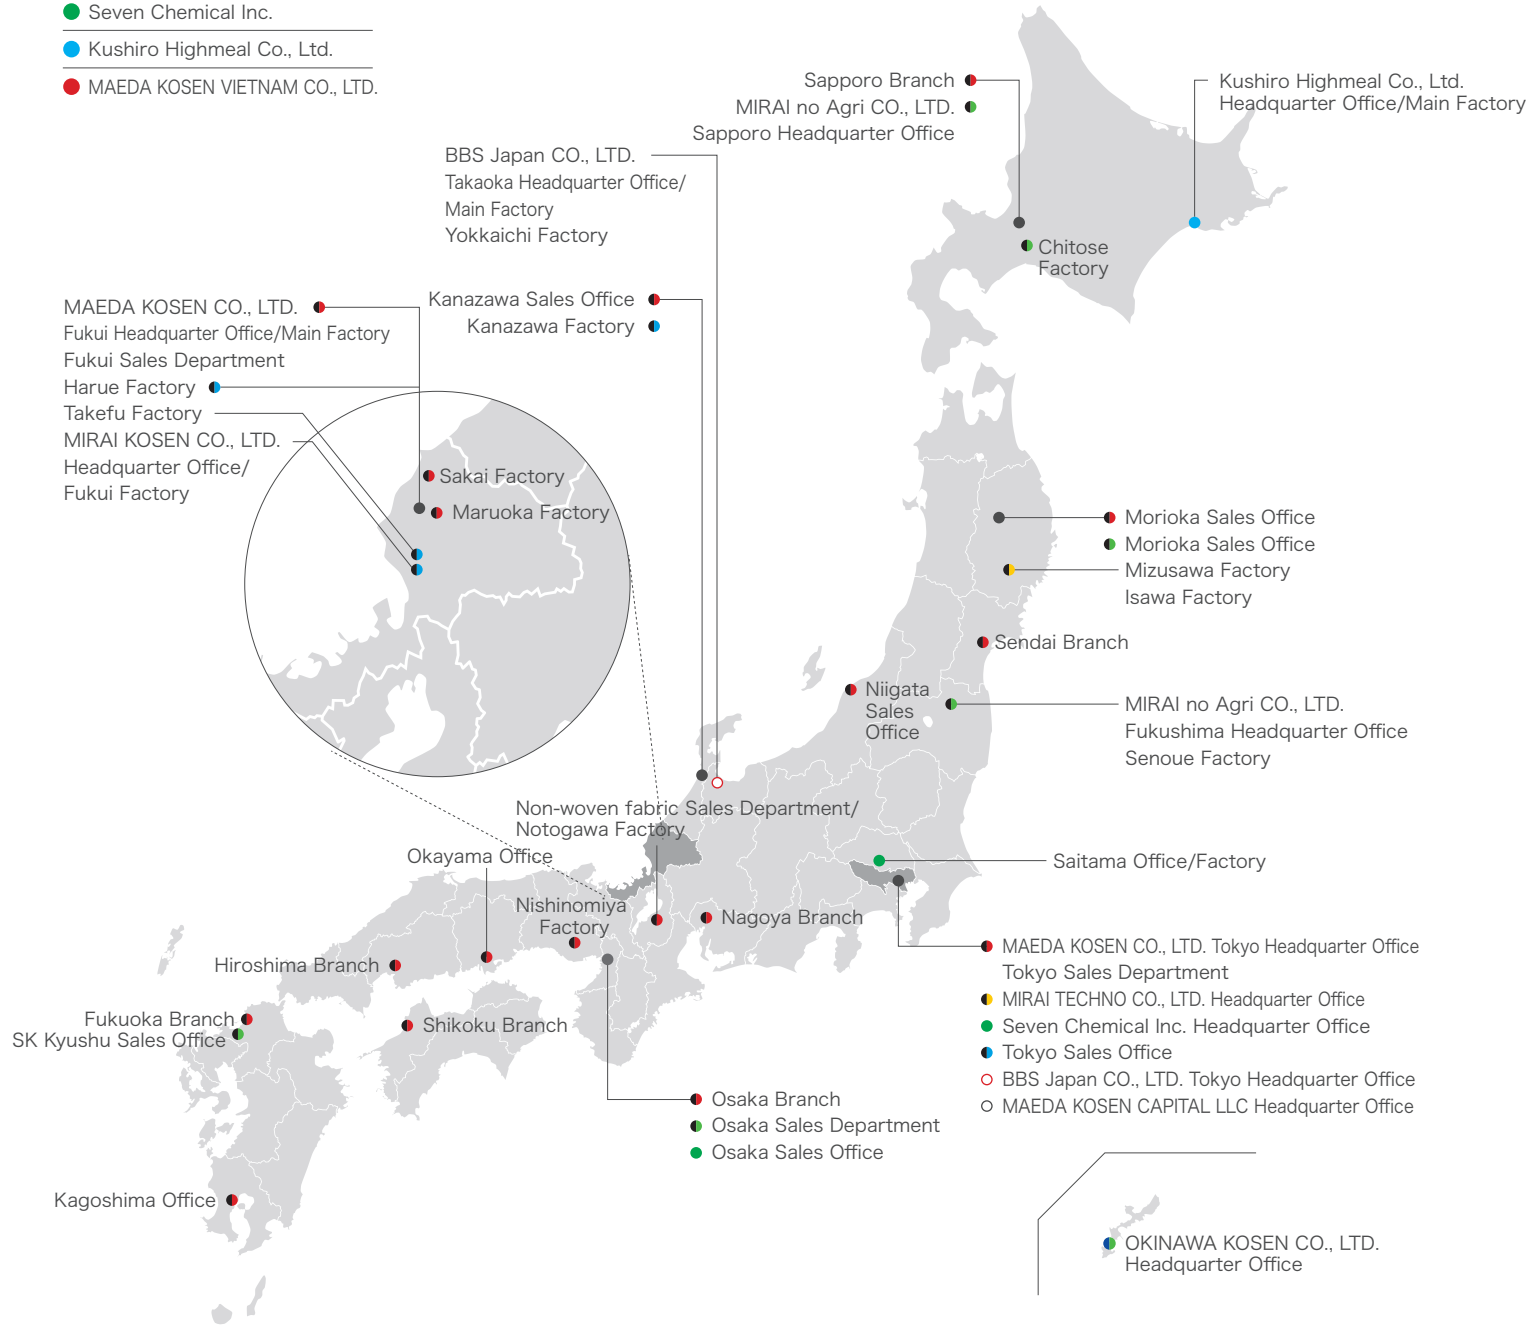 Seven Chemical Inc.
Kushiro Highmeal Co., Ltd.
MAEDA KOSEN VIETNAM CO., LTD.
Sapporo Branch
MIRAI no Agri CO., LTD.
Sapporo Headquarter Office
Kushiro Highmeal Co., Ltd.
Headquarter Office/Main Factory
Chitose
Factory
BBS Japan CO., LTD.
Takaoka Headquarter Office/
Main Factory
Yokkaichi Factory
Kanazawa Sales Office
Kanazawa Factory
MAEDA KOSEN CO., LTD.
Fukui Headquarter Office/Main Factory
Fukui Sales Department
Harue Factory
Takefu Factory
MIRAI KOSEN CO., LTD.
Headquarter Office/
Fukui Factory
Sakai Factory
Maruoka Factory
Morioka Sales Office
Morioka Sales Office
Mizusawa Factory
Isawa Factory
Sendai Branch
Niigata
Sales
Office
MIRAI no Agri CO., LTD.
Fukushima Headquarter Office
Senoue Factory
Non-woven fabric Sales Department/
Notogawa Factory
Okayama Office
Nishinomiya
Factory
Nagoya Branch
Saitama Office/Factory
Hiroshima Branch
Fukuoka Branch
SK Kyushu Sales Office
Shikoku Branch
MAEDA KOSEN CO., LTD. Tokyo Headquarter Office
Tokyo Sales Department
MIRAI TECHNO CO., LTD. Headquarter Office
Seven Chemical Inc. Headquarter Office
Tokyo Sales Office
BBS Japan CO., LTD. Tokyo Headquarter Office
MAEDA KOSEN CAPITAL LLC Headquarter Office
Osaka Branch
Osaka Sales Department
Osaka Sales Office
Kagoshima Office
OKINAWA KOSEN CO., LTD.
Headquarter Office